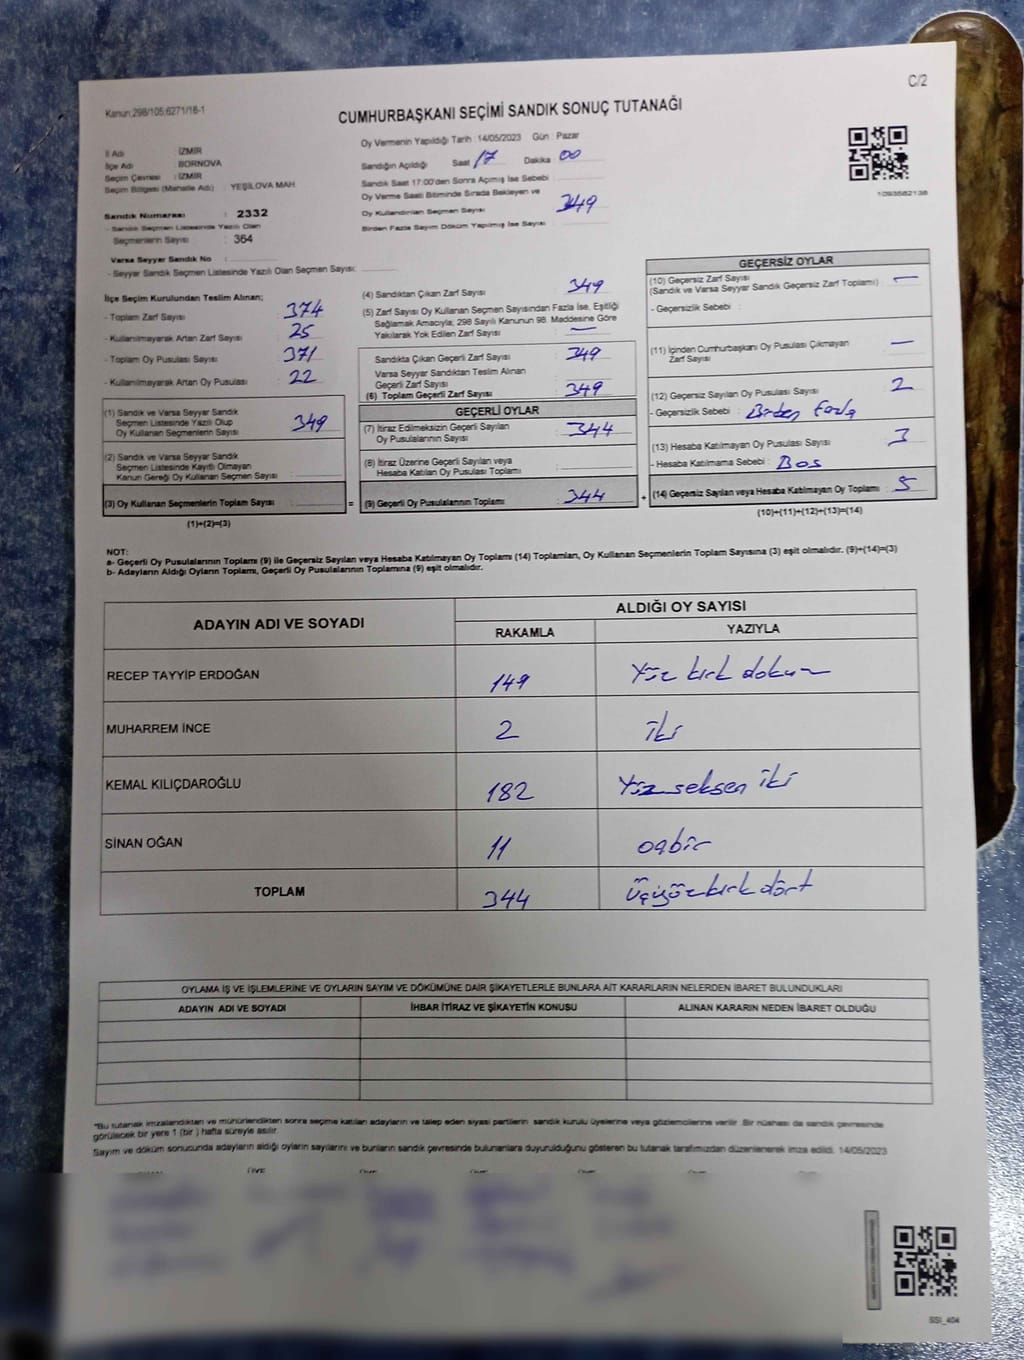 C/2
Kanun:298/105;6271/18-1
CUMHURBAŞKANI SEÇİMİ SANDIK SONUÇ TUTANAĞI
İl Adı : İZMİR
İlçe Adı : BORNOVA
Seçim Çevresi : İZMİR
Seçim Bölgesi (Mahalle Adı) : YEŞİLOVA MAH.
Sandık Numarası : 2332
- Sandık Seçmen Listesinde Yazılı Olan
Seçmenlerin Sayısı : 364
Varsa Seyyar Sandık No :
- Seyyar Sandık Seçmen Listesinde Yazılı Olan Seçmen Sayısı:
Oy Vermenin Yapıldığı Tarih : 14/05/2023 Gün : Pazar
Sandığın Açıldığı Saat 17 Dakika 00
Sandık Saat 17:00'den Sonra Açılmış İse Sebebi :
Oy Verme Saati Bitiminde Sırada Bekleyen ve
Oy Kullandırılan Seçmen Sayısı : 349
Birden Fazla Sayım Döküm Yapılmış İse Sayısı :
1093582138
İlçe Seçim Kurulundan Teslim Alınan;
- Toplam Zarf Sayısı : 374
- Kullanılmayarak Artan Zarf Sayısı : 25
- Toplam Oy Pusulası Sayısı : 371
- Kullanılmayarak Artan Oy Pusulası : 22
(1) Sandık ve Varsa Seyyar Sandık
Seçmen Listesinde Yazılı Olup
Oy Kullanan Seçmenlerin Sayısı : 349
(2) Sandık ve Varsa Seyyar Sandık
Seçmen Listesinde Kayıtlı Olmayan
Kanun Gereği Oy Kullanan Seçmen Sayısı :
(3) Oy Kullanan Seçmenlerin Toplam Sayısı :
(1)+(2)=(3)
(4) Sandıktan Çıkan Zarf Sayısı : 349
(5) Zarf Sayısı Oy Kullanan Seçmen Sayısından Fazla İse, Eşitliği
Sağlamak Amacıyla; 298 Sayılı Kanunun 98. Maddesine Göre
Yakılarak Yok Edilen Zarf Sayısı : —
Sandıkta Çıkan Geçerli Zarf Sayısı : 349
Varsa Seyyar Sandıktan Teslim Alınan
Geçerli Zarf Sayısı :
(6) Toplam Geçerli Zarf Sayısı : 349
GEÇERLİ OYLAR
(7) İtiraz Edilmeksizin Geçerli Sayılan
Oy Pusulalarının Sayısı : 344
(8) İtiraz Üzerine Geçerli Sayılan veya
Hesaba Katılan Oy Pusulası Toplamı :
= (9) Geçerli Oy Pusulalarının Toplamı : 344
GEÇERSİZ OYLAR
(10) Geçersiz Zarf Sayısı
(Sandık ve Varsa Seyyar Sandık Geçersiz Zarf Toplamı) : —
- Geçersizlik Sebebi :
(11) İçinden Cumhurbaşkanı Oy Pusulası Çıkmayan
Zarf Sayısı : —
(12) Geçersiz Sayılan Oy Pusulası Sayısı : 2
- Geçersizlik Sebebi : Birden Fazla
(13) Hesaba Katılmayan Oy Pusulası Sayısı : 3
- Hesaba Katılmama Sebebi : Boş
+ (14) Geçersiz Sayılan veya Hesaba Katılmayan Oy Toplamı : 5
(10)+(11)+(12)+(13)=(14)
NOT:
a- Geçerli Oy Pusulalarının Toplamı (9) ile Geçersiz Sayılan veya Hesaba Katılmayan Oy Toplamı (14) Toplamları, Oy Kullanan Seçmenlerin Toplam Sayısına (3) eşit olmalıdır. (9)+(14)=(3)
b- Adayların Aldığı Oyların Toplamı, Geçerli Oy Pusulalarının Toplamına (9) eşit olmalıdır.
ADAYIN ADI VE SOYADI ALDIĞI OY SAYISI
RAKAMLA YAZIYLA
RECEP TAYYİP ERDOĞAN 149 Yüz kırk dokuz
MUHARREM İNCE 2 iki
KEMAL KILIÇDAROĞLU 182 Yüz seksen iki
SİNAN OĞAN 11 onbir
TOPLAM 344 Üçyüzkırk dört
OYLAMA İŞ VE İŞLEMLERİNE VE OYLARIN SAYIM VE DÖKÜMÜNE DAİR ŞİKAYETLERLE BUNLARA AİT KARARLARIN NELERDEN İBARET BULUNDUKLARI
ADAYIN ADI VE SOYADI İHBAR İTİRAZ VE ŞİKAYETİN KONUSU ALINAN KARARIN NEDEN İBARET OLDUĞU
"Bu tutanak imzalandıktan ve mühürlendikten sonra seçime katılan adayların ve talep eden siyasi partilerin sandık kurulu üyelerine veya gözlemcilerine verilir. Bir nüshası da sandık çevresinde
görülecek bir yere 1 (bir) hafta süreyle asılır.
Sayım ve döküm sonucunda adayların aldığı oyların sayılarını ve bunların sandık çevresinde bulunanlara duyurulduğunu gösteren bu tutanak tarafımızdan düzenlenerek imza edildi. 14/05/2023
SSI_404